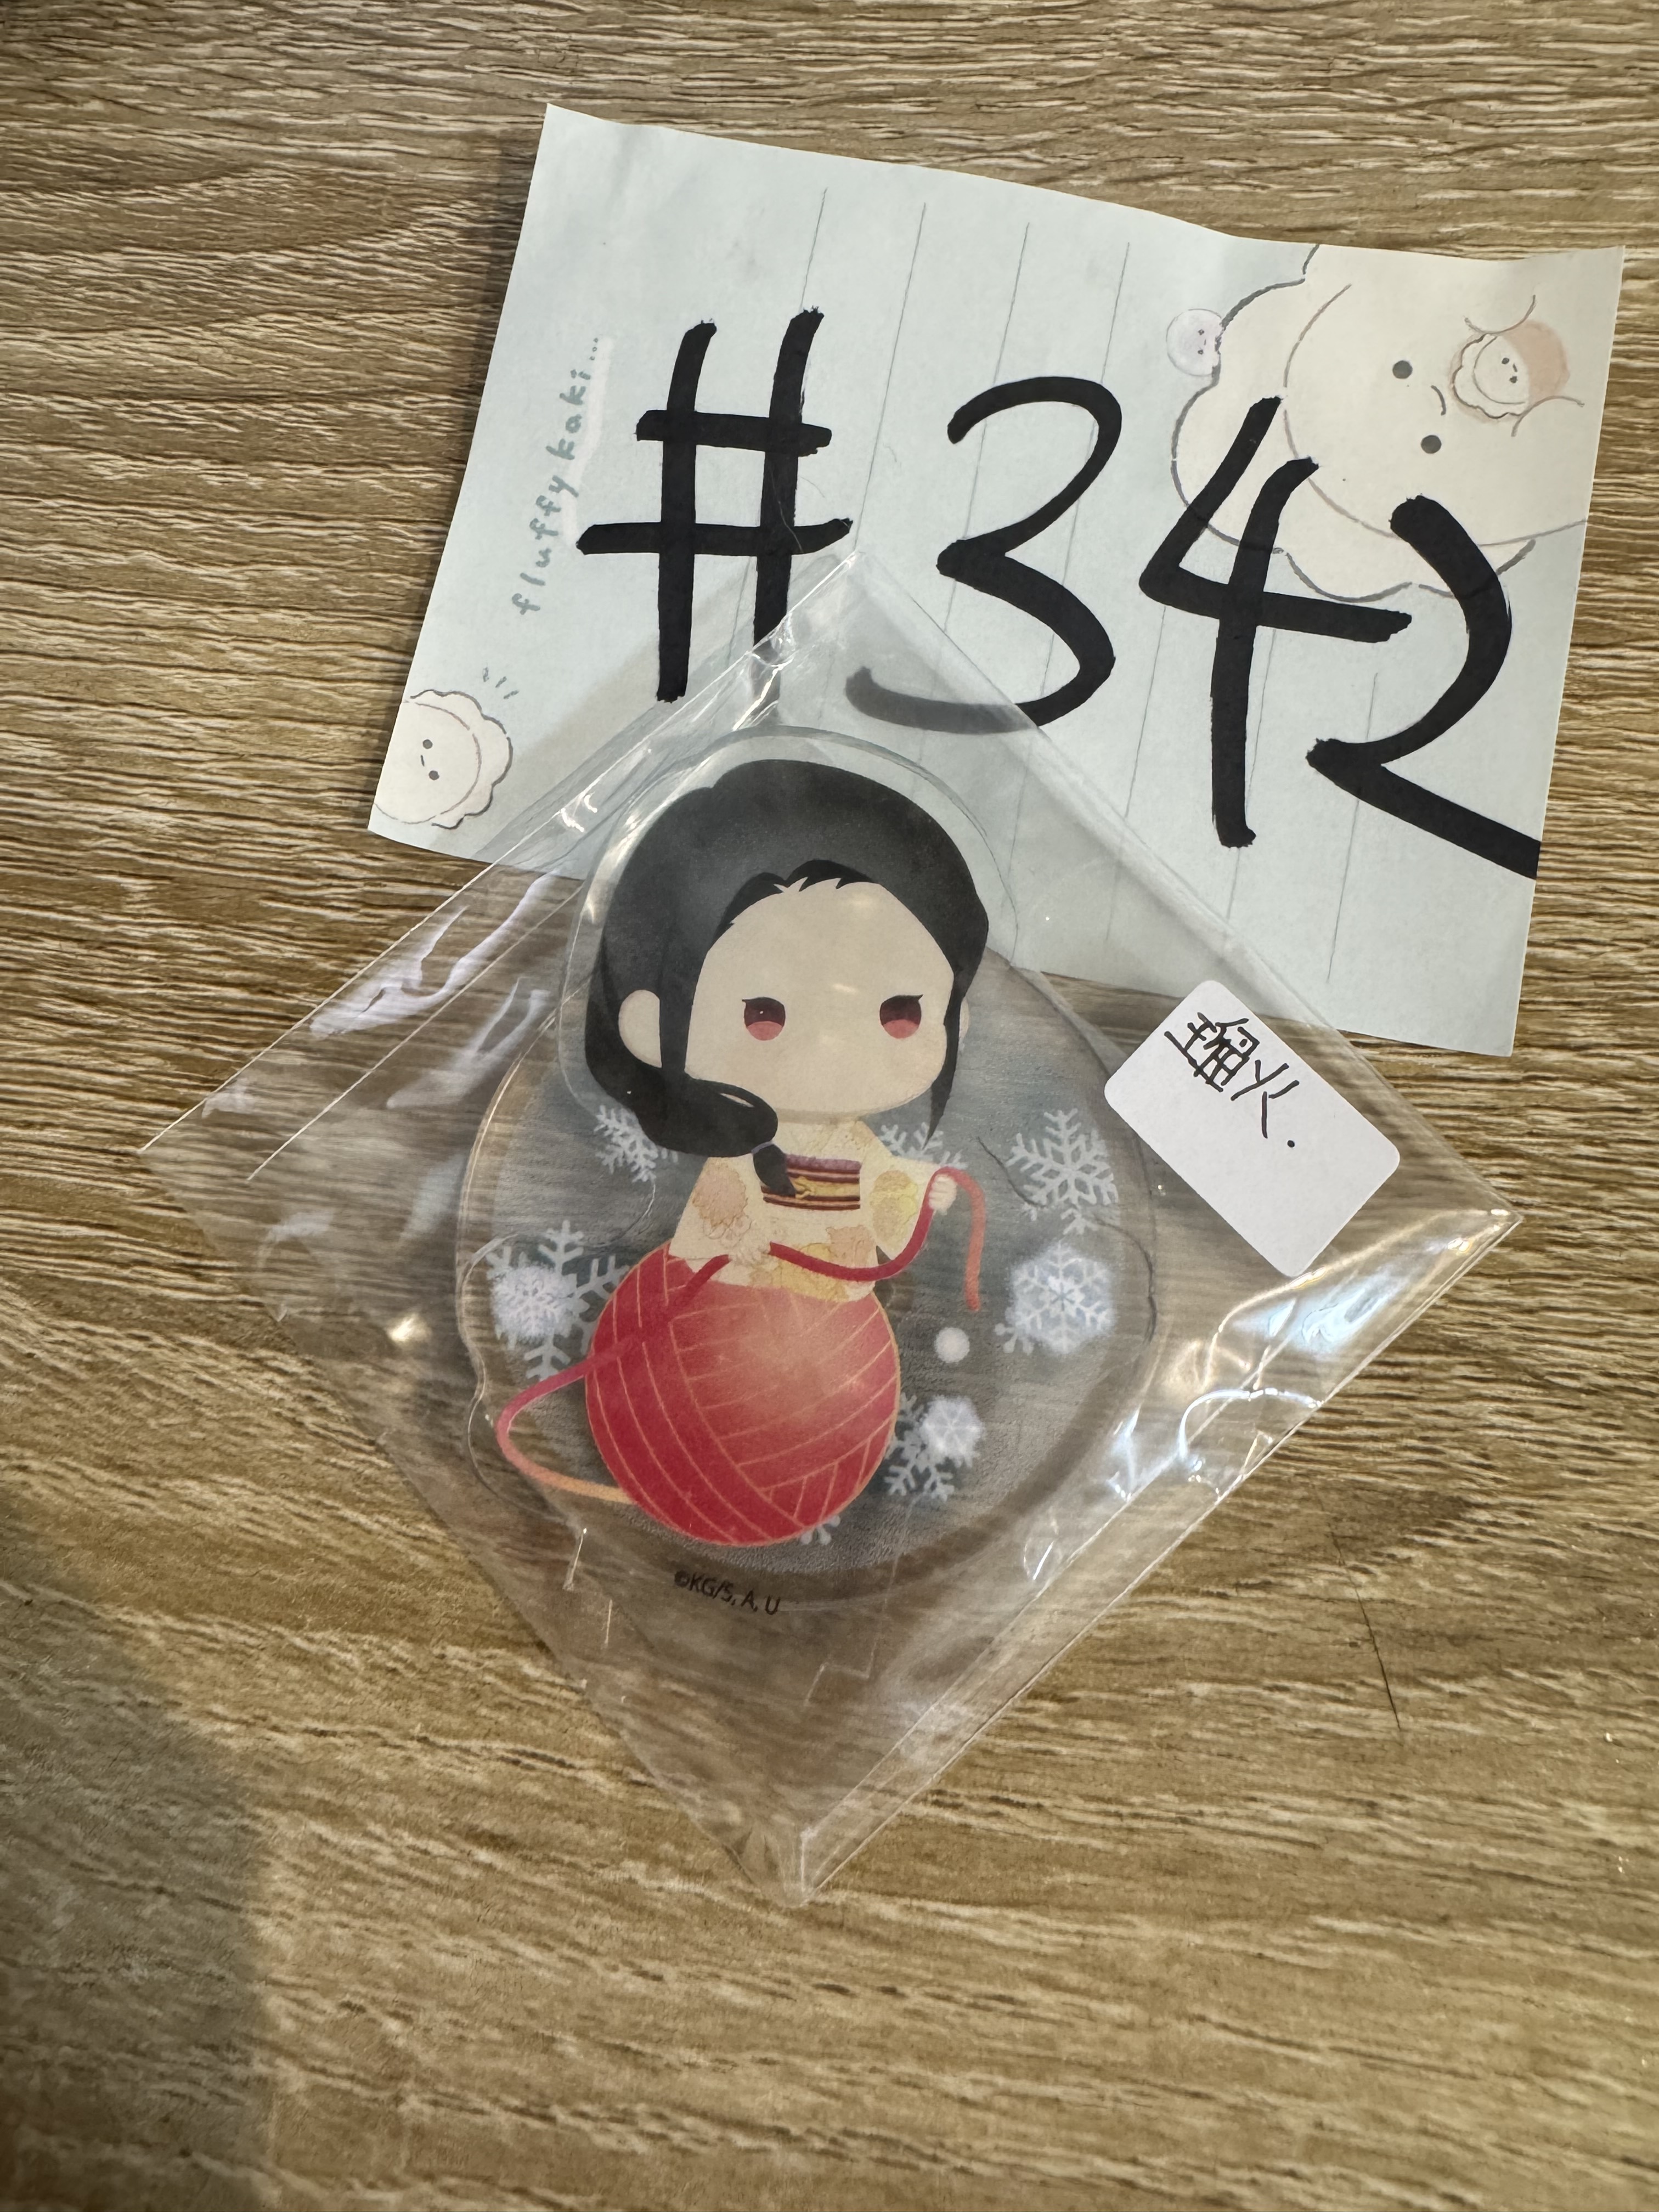 #342
fluffy kaki...
瑠火.
©KG/S, A, U